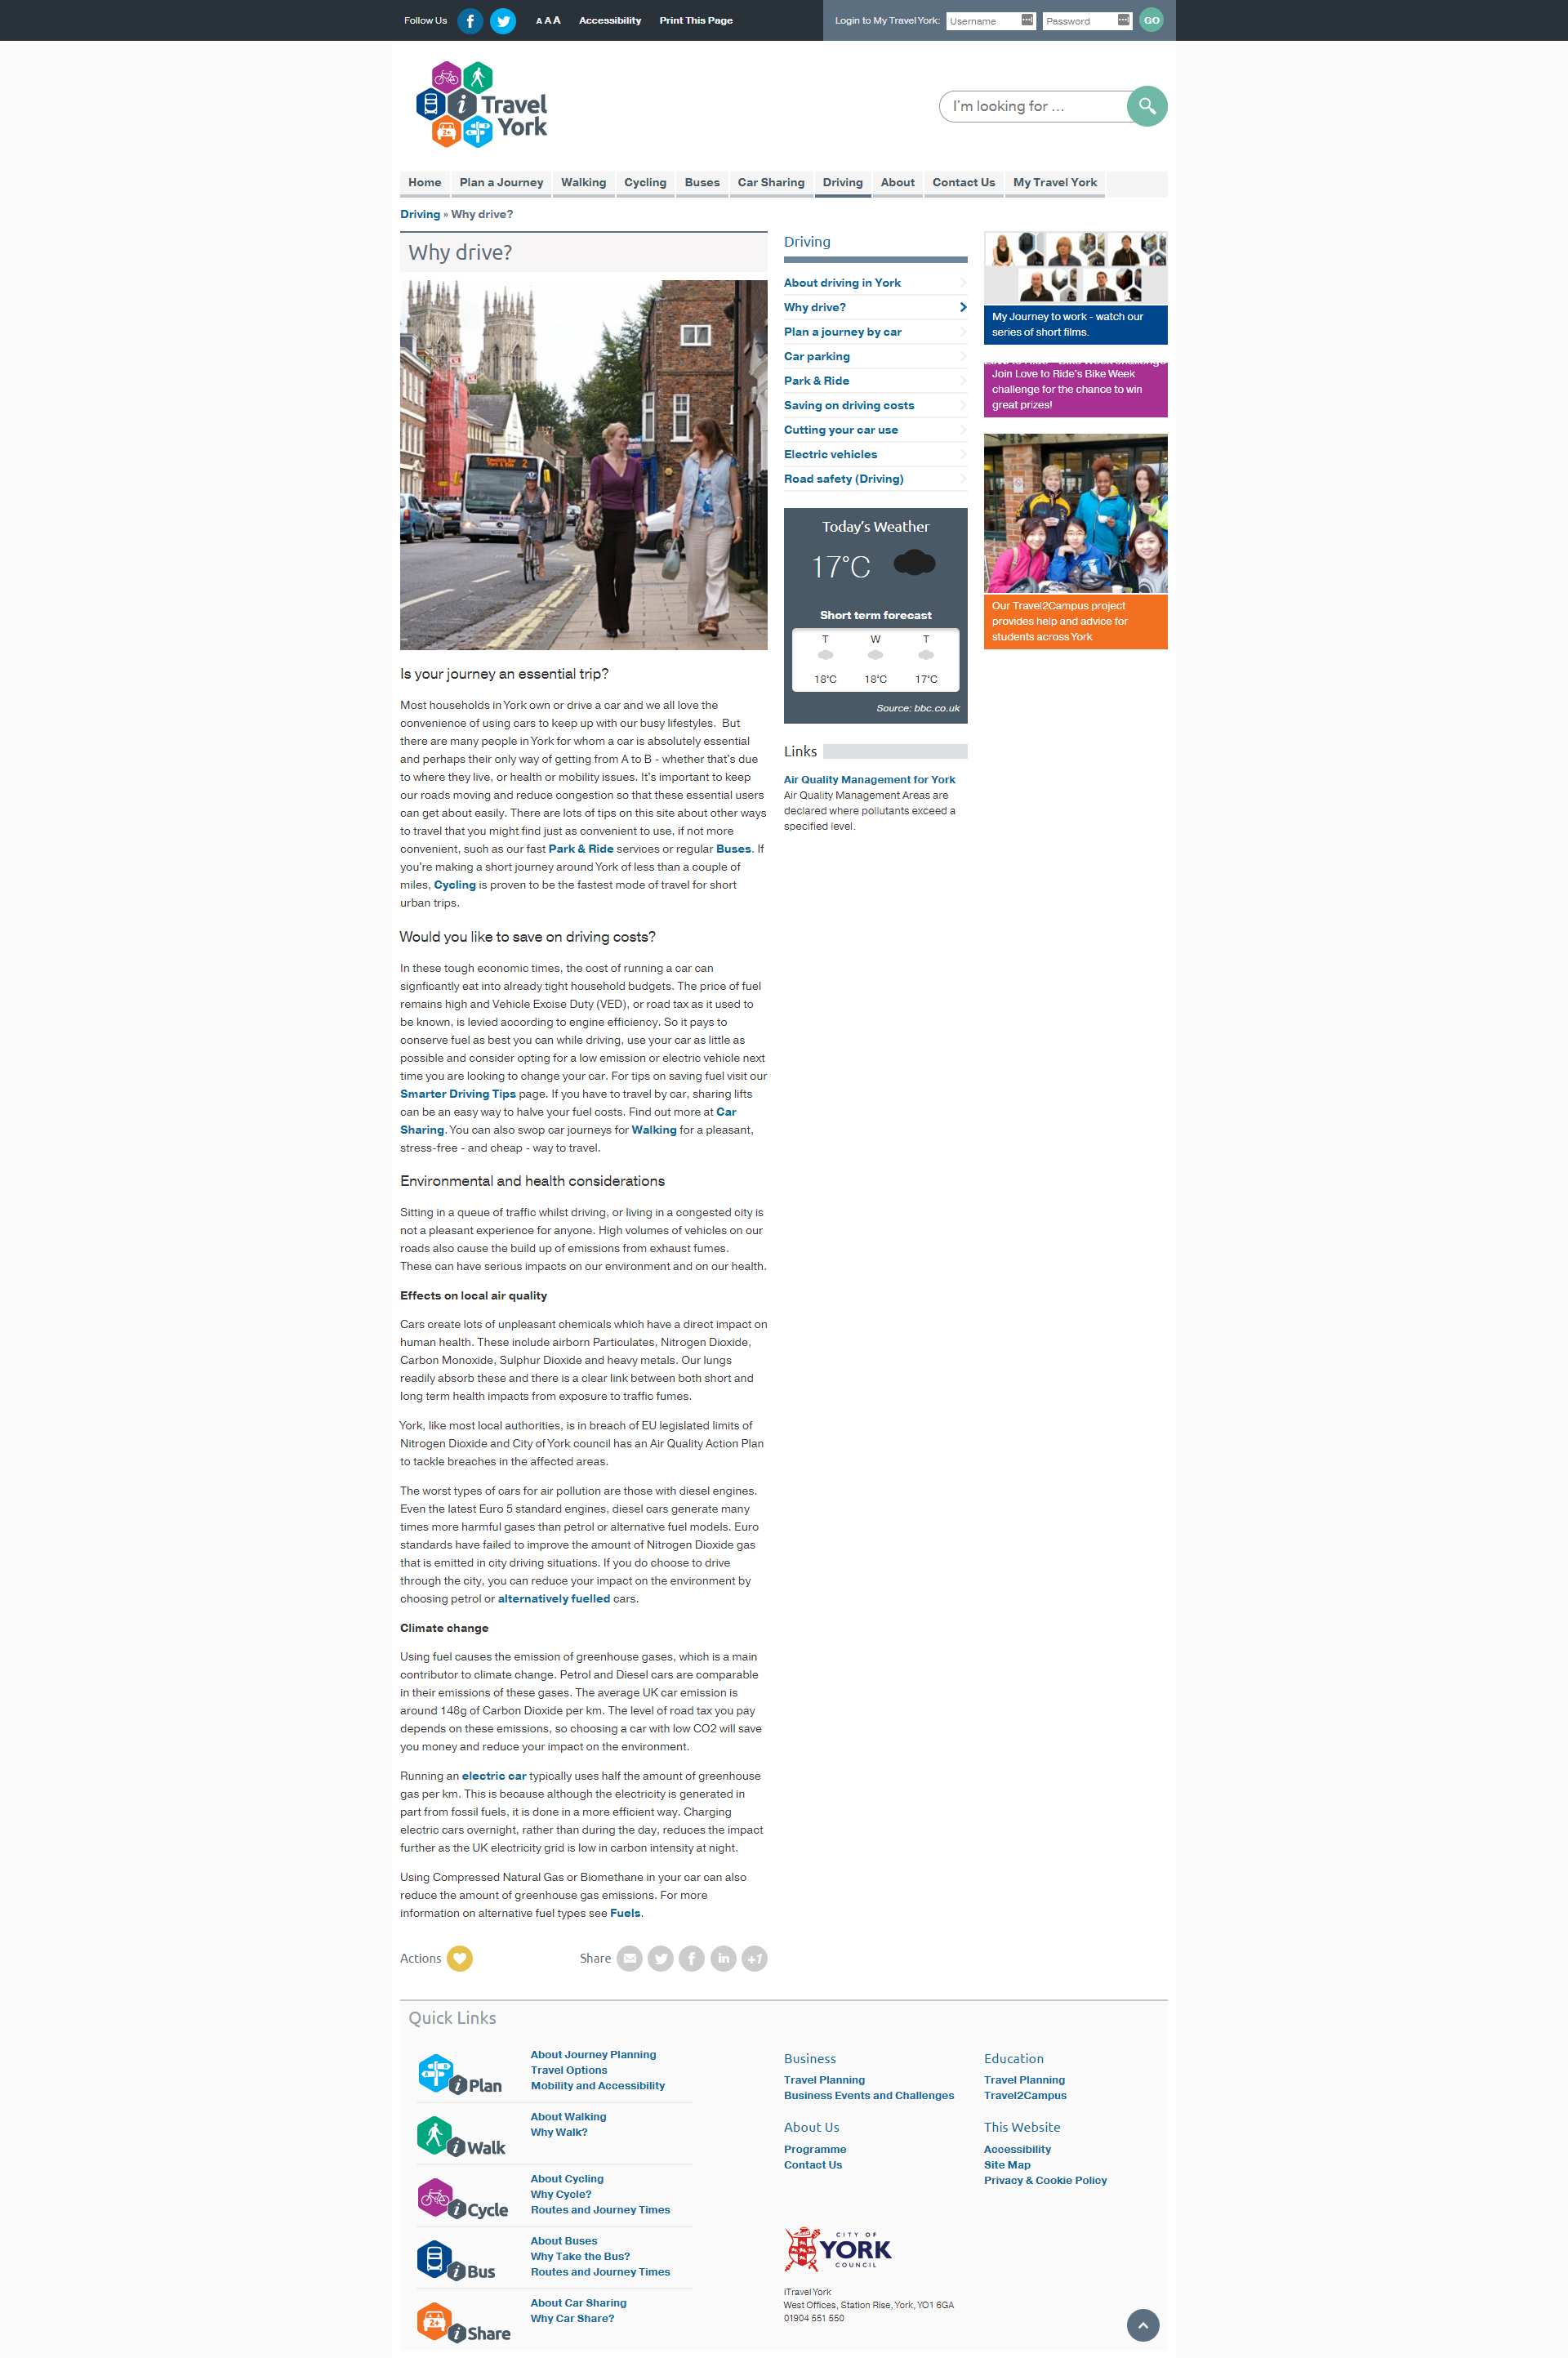 Follow Us
A A A
Accessibility
Print This Page
Login to My Travel York:
Username
Password
GO
i Travel
York
I'm looking for ...
Home
Plan a Journey
Walking
Cycling
Buses
Car Sharing
Driving
About
Contact Us
My Travel York
Driving » Why drive?
Why drive?
2
Is your journey an essential trip?
Most households in York own or drive a car and we all love the
convenience of using cars to keep up with our busy lifestyles. But
there are many people in York for whom a car is absolutely essential
and perhaps their only way of getting from A to B - whether that's due
to where they live, or health or mobility issues. It's important to keep
our roads moving and reduce congestion so that these essential users
can get about easily. There are lots of tips on this site about other ways
to travel that you might find just as convenient to use, if not more
convenient, such as our fast Park & Ride services or regular Buses. If
you're making a short journey around York of less than a couple of
miles, Cycling is proven to be the fastest mode of travel for short
urban trips.
Would you like to save on driving costs?
In these tough economic times, the cost of running a car can
signficantly eat into already tight household budgets. The price of fuel
remains high and Vehicle Excise Duty (VED), or road tax as it used to
be known, is levied according to engine efficiency. So it pays to
conserve fuel as best you can while driving, use your car as little as
possible and consider opting for a low emission or electric vehicle next
time you are looking to change your car. For tips on saving fuel visit our
Smarter Driving Tips page. If you have to travel by car, sharing lifts
can be an easy way to halve your fuel costs. Find out more at Car
Sharing. You can also swop car journeys for Walking for a pleasant,
stress-free - and cheap - way to travel.
Environmental and health considerations
Sitting in a queue of traffic whilst driving, or living in a congested city is
not a pleasant experience for anyone. High volumes of vehicles on our
roads also cause the build up of emissions from exhaust fumes.
These can have serious impacts on our environment and on our health.
Effects on local air quality
Cars create lots of unpleasant chemicals which have a direct impact on
human health. These include airborn Particulates, Nitrogen Dioxide,
Carbon Monoxide, Sulphur Dioxide and heavy metals. Our lungs
readily absorb these and there is a clear link between both short and
long term health impacts from exposure to traffic fumes.
York, like most local authorities, is in breach of EU legislated limits of
Nitrogen Dioxide and City of York council has an Air Quality Action Plan
to tackle breaches in the affected areas.
The worst types of cars for air pollution are those with diesel engines.
Even the latest Euro 5 standard engines, diesel cars generate many
times more harmful gases than petrol or alternative fuel models. Euro
standards have failed to improve the amount of Nitrogen Dioxide gas
that is emitted in city driving situations. If you do choose to drive
through the city, you can reduce your impact on the environment by
choosing petrol or alternatively fuelled cars.
Climate change
Using fuel causes the emission of greenhouse gases, which is a main
contributor to climate change. Petrol and Diesel cars are comparable
in their emissions of these gases. The average UK car emission is
around 148g of Carbon Dioxide per km. The level of road tax you pay
depends on these emissions, so choosing a car with low CO2 will save
you money and reduce your impact on the environment.
Running an electric car typically uses half the amount of greenhouse
gas per km. This is because although the electricity is generated in
part from fossil fuels, it is done in a more efficient way. Charging
electric cars overnight, rather than during the day, reduces the impact
further as the UK electricity grid is low in carbon intensity at night.
Using Compressed Natural Gas or Biomethane in your car can also
reduce the amount of greenhouse gas emissions. For more
information on alternative fuel types see Fuels.
Actions
Share
in
+1
Driving
About driving in York
Why drive?
Plan a journey by car
Car parking
Park & Ride
Saving on driving costs
Cutting your car use
Electric vehicles
Road safety (Driving)
Today's Weather
17°C
Short term forecast
T W T
18°C 18°C 17°C
Source: bbc.co.uk
Links
Air Quality Management for York
Air Quality Management Areas are
declared where pollutants exceed a
specified level.
My Journey to work - watch our
series of short films.
Love to Ride - Bike Week challenge
Join Love to Ride's Bike Week
challenge for the chance to win
great prizes!
Our Travel2Campus project
provides help and advice for
students across York
Quick Links
i Plan
About Journey Planning
Travel Options
Mobility and Accessibility
i Walk
About Walking
Why Walk?
i Cycle
About Cycling
Why Cycle?
Routes and Journey Times
i Bus
About Buses
Why Take the Bus?
Routes and Journey Times
2+
i Share
About Car Sharing
Why Car Share?
Business
Travel Planning
Business Events and Challenges
Education
Travel Planning
Travel2Campus
About Us
Programme
Contact Us
This Website
Accessibility
Site Map
Privacy & Cookie Policy
CITY OF
YORK
COUNCIL
iTravel York
West Offices, Station Rise, York, YO1 6GA
01904 551 550